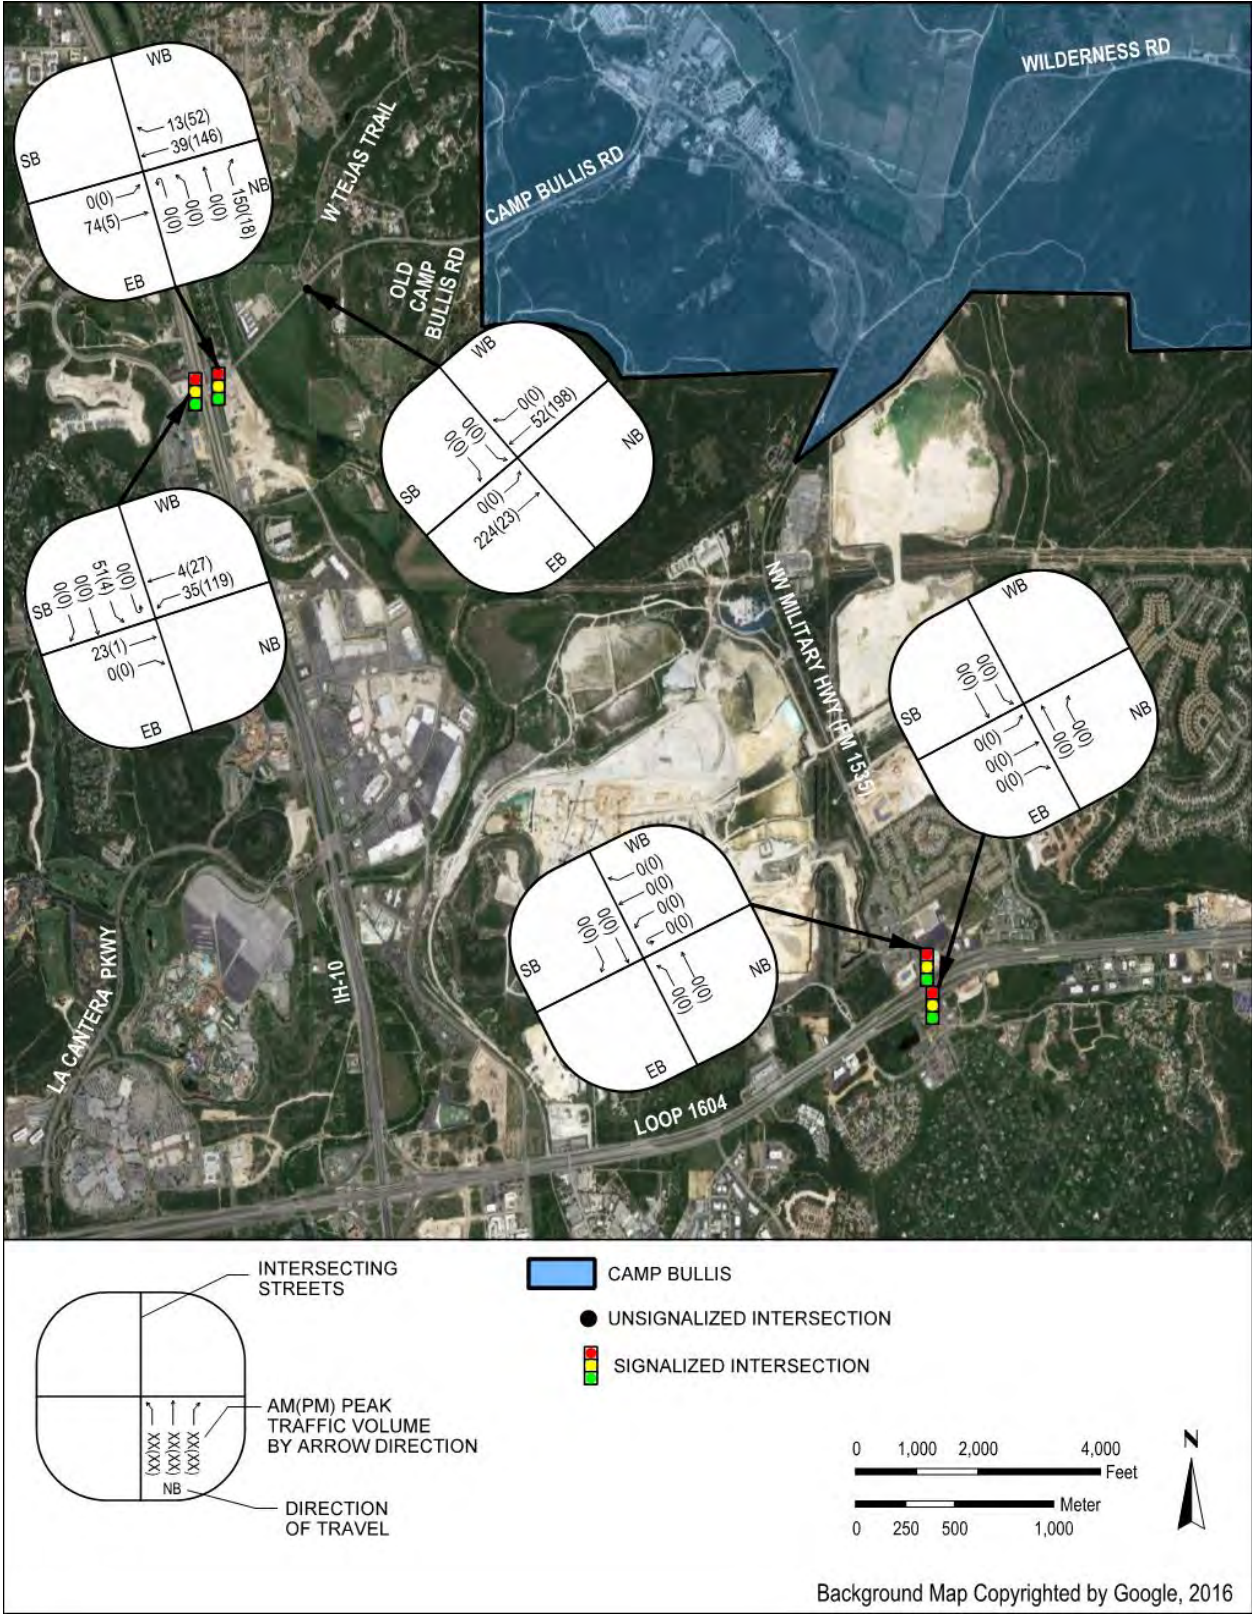 WB
13(52)
39(146)
SB
NB
0(0)
74(5)
0(0)
0(0)
0(0)
150(18)
EB
W TEJAS TRAIL
CAMP BULLIS RD
WILDERNESS RD
OLD
CAMP
BULLIS RD
WB
0(0)
52(198)
0(0)
0(0)
NB
SB
0(0)
224(23)
EB
WB
4(27)
35(119)
SB
0(0)
0(0)
51(4)
0(0)
NB
23(1)
0(0)
EB
NW MILITARY HWY (FM 1535)
WB
0(0)
0(0)
SB
NB
0(0)
0(0)
0(0)
0(0)
0(0)
EB
WB
0(0)
0(0)
0(0)
0(0)
0(0)
0(0)
SB
NB
0(0)
0(0)
EB
LA CANTERA PKWY
IH-10
LOOP 1604
INTERSECTING
STREETS
CAMP BULLIS
UNSIGNALIZED INTERSECTION
SIGNALIZED INTERSECTION
XX(XX)
XX(XX)
XX(XX)
NB
AM(PM) PEAK
TRAFFIC VOLUME
BY ARROW DIRECTION
DIRECTION
OF TRAVEL
0 1,000 2,000 4,000
Feet
Meter
0 250 500 1,000
N
Background Map Copyrighted by Google, 2016